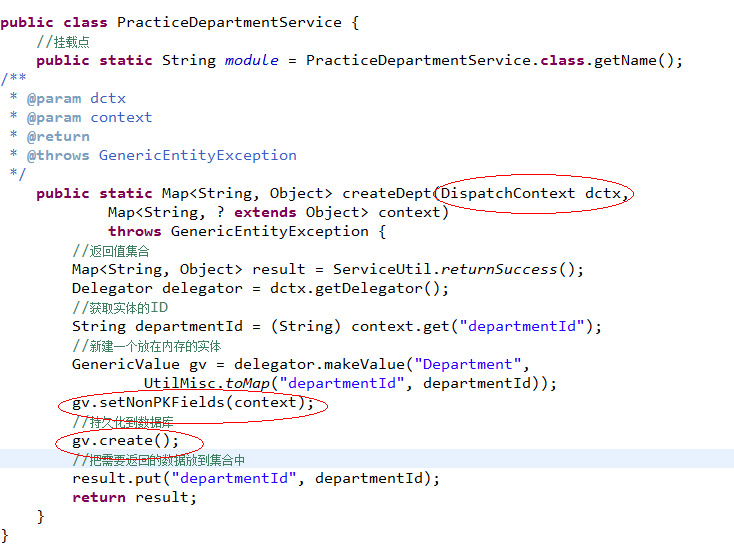 public class PracticeDepartmentService {
    //挂载点
    public static String module = PracticeDepartmentService.class.getName();
/**
 * @param dctx
 * @param context
 * @return
 * @throws GenericEntityException
 */
    public static Map<String, Object> createDept(DispatchContext dctx,
            Map<String, ? extends Object> context)
            throws GenericEntityException {
        //返回值集合
        Map<String, Object> result = ServiceUtil.returnSuccess();
        Delegator delegator = dctx.getDelegator();
        //获取实体的ID
        String departmentId = (String) context.get("departmentId");
        //新建一个放在内存的实体
        GenericValue gv = delegator.makeValue("Department",
                UtilMisc.toMap("departmentId", departmentId));
        gv.setNonPKFields(context);
        //持久化到数据库
        gv.create();
        //把需要返回的数据放到集合中
        result.put("departmentId", departmentId);
        return result;
    }
}